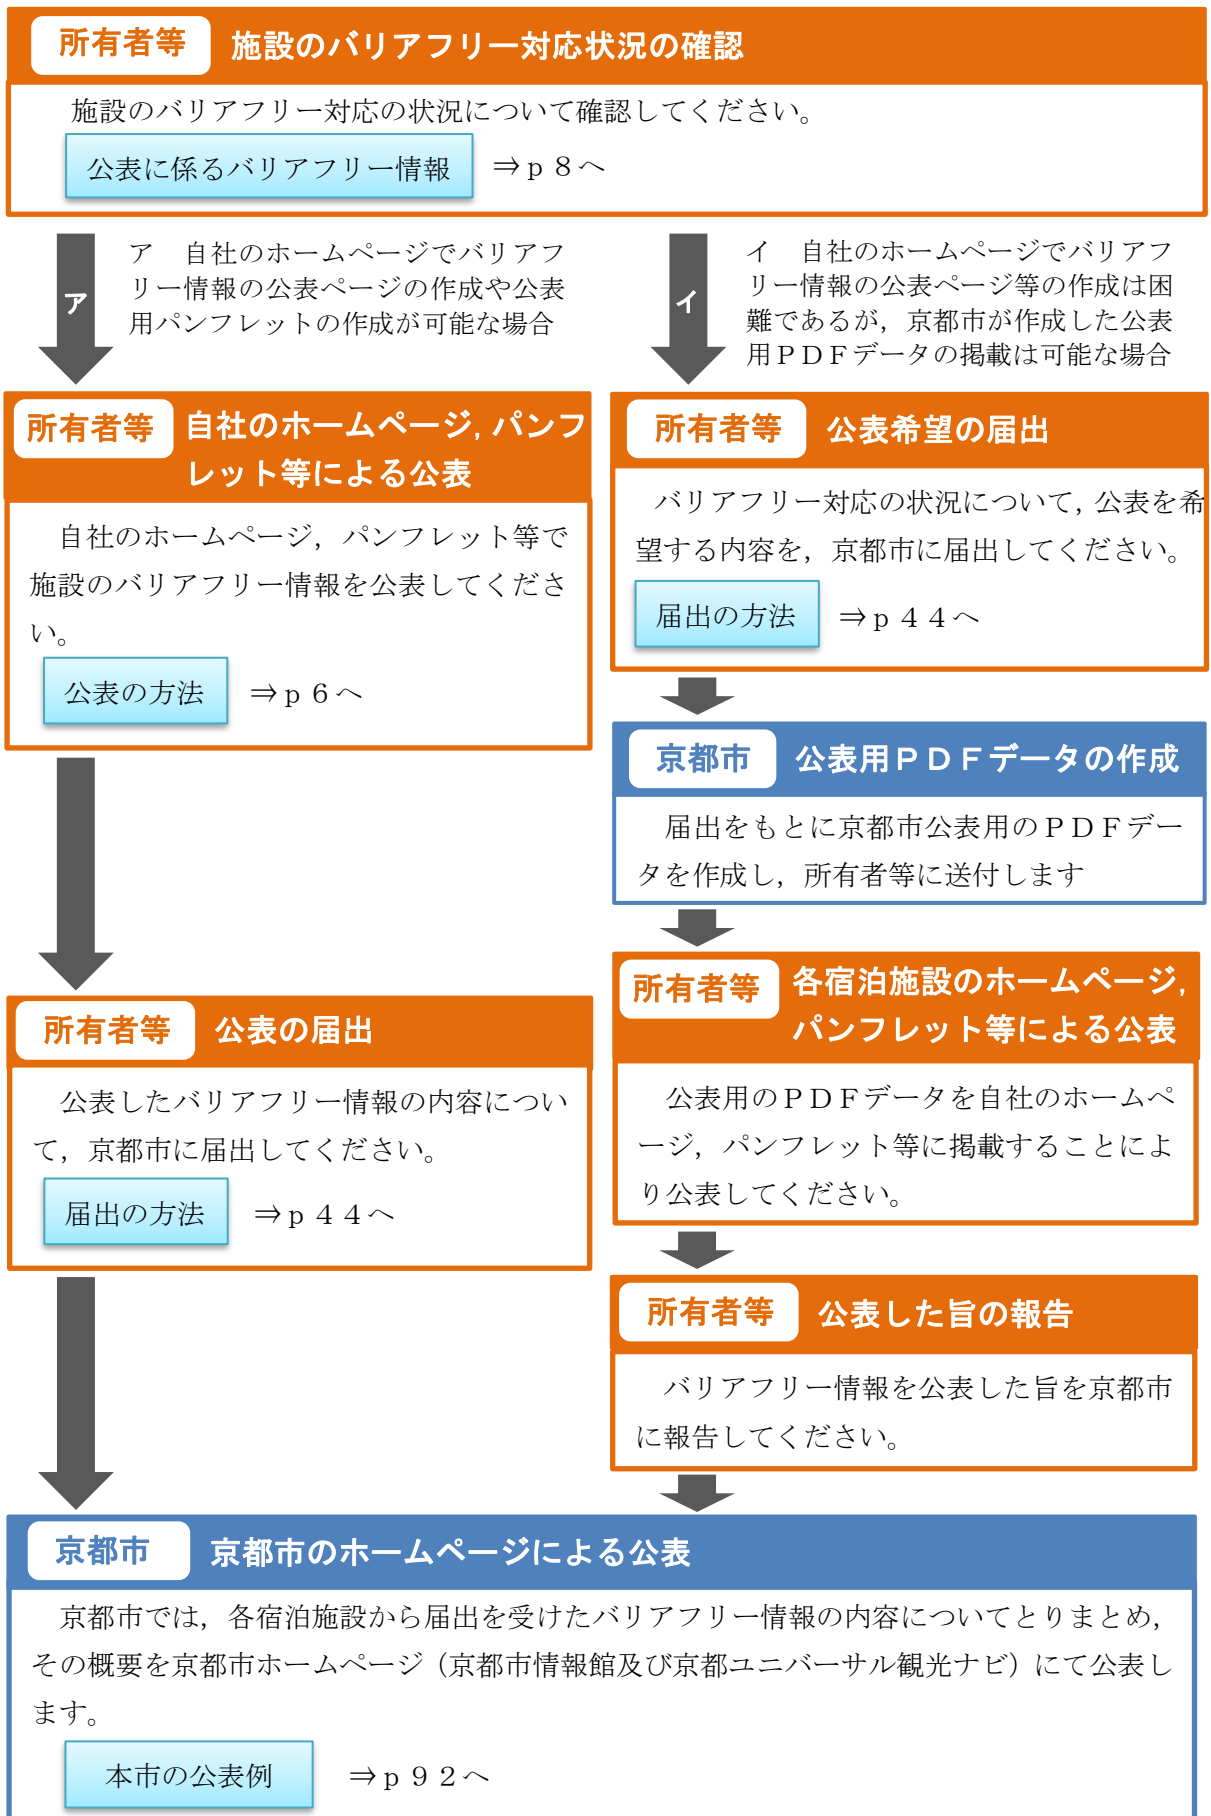 所有者等 施設のバリアフリー対応状況の確認
施設のバリアフリー対応の状況について確認してください。
公表に係るバリアフリー情報 ⇒ｐ８へ
ア
ア　自社のホームページでバリアフ
リー情報の公表ページの作成や公表
用パンフレットの作成が可能な場合
イ
イ　自社のホームページでバリアフ
リー情報の公表ページ等の作成は困
難であるが，京都市が作成した公表
用ＰＤＦデータの掲載は可能な場合
所有者等 自社のホームページ，パンフ
レット等による公表
自社のホームページ，パンフレット等で
施設のバリアフリー情報を公表してくださ
い。
公表の方法 ⇒ｐ６へ
所有者等 公表の届出
公表したバリアフリー情報の内容につい
て，京都市に届出してください。
届出の方法 ⇒ｐ４４へ
所有者等 公表希望の届出
バリアフリー対応の状況について，公表を希
望する内容を，京都市に届出してください。
届出の方法 ⇒ｐ４４へ
京都市 公表用ＰＤＦデータの作成
届出をもとに京都市公表用のＰＤＦデー
タを作成し，所有者等に送付します
所有者等 各宿泊施設のホームページ，
パンフレット等による公表
公表用のＰＤＦデータを自社のホームペ
ージ，パンフレット等に掲載することによ
り公表してください。
所有者等 公表した旨の報告
バリアフリー情報を公表した旨を京都市
に報告してください。
京都市 京都市のホームページによる公表
京都市では，各宿泊施設から届出を受けたバリアフリー情報の内容についてとりまとめ，
その概要を京都市ホームページ（京都市情報館及び京都ユニバーサル観光ナビ）にて公表し
ます。
本市の公表例 ⇒ｐ９２へ